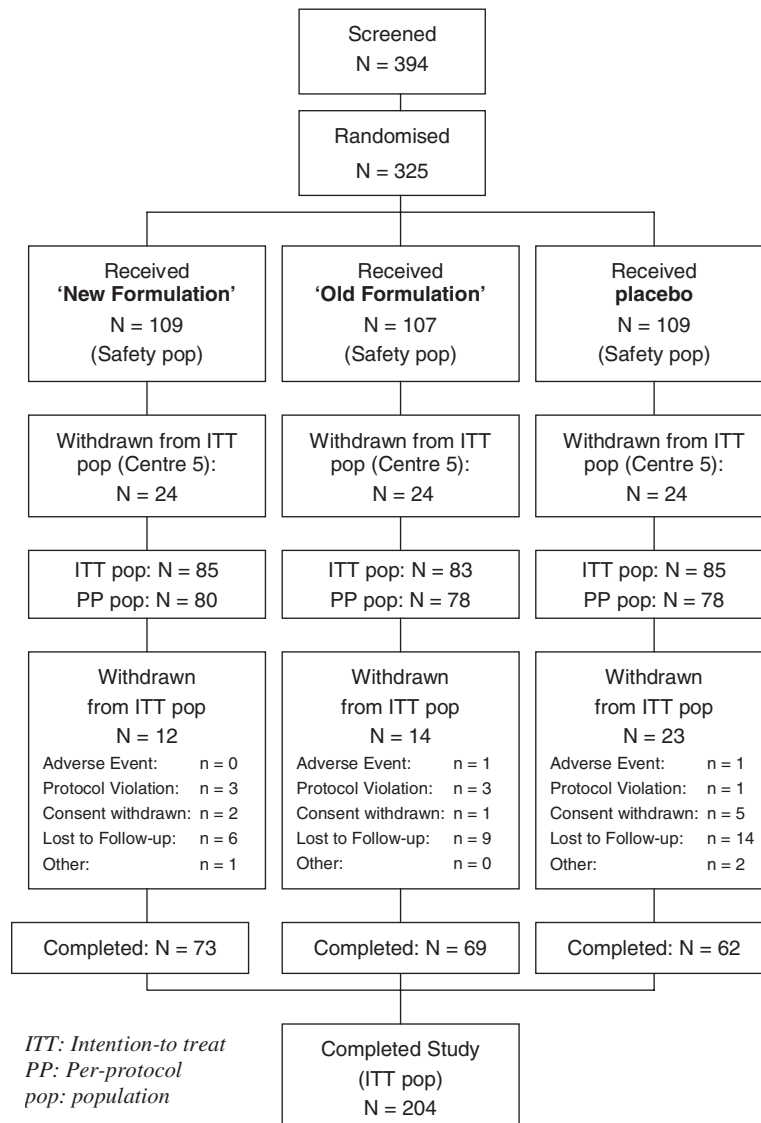 Screened
N = 394
Randomised
N = 325
Received
‘New Formulation’
N = 109
(Safety pop)
Received
‘Old Formulation’
N = 107
(Safety pop)
Received
placebo
N = 109
(Safety pop)
Withdrawn from ITT
pop (Centre 5):
N = 24
Withdrawn from ITT
pop (Centre 5):
N = 24
Withdrawn from ITT
pop (Centre 5):
N = 24
ITT pop: N = 85
PP pop: N = 80
ITT pop: N = 83
PP pop: N = 78
ITT pop: N = 85
PP pop: N = 78
Withdrawn
from ITT pop
N = 12
Adverse Event: n = 0
Protocol Violation: n = 3
Consent withdrawn: n = 2
Lost to Follow-up: n = 6
Other: n = 1
Withdrawn
from ITT pop
N = 14
Adverse Event: n = 1
Protocol Violation: n = 3
Consent withdrawn: n = 1
Lost to Follow-up: n = 9
Other: n = 0
Withdrawn
from ITT pop
N = 23
Adverse Event: n = 1
Protocol Violation: n = 1
Consent withdrawn: n = 5
Lost to Follow-up: n = 14
Other: n = 2
Completed: N = 73
Completed: N = 69
Completed: N = 62
ITT: Intention-to treat
PP: Per-protocol
pop: population
Completed Study
(ITT pop)
N = 204